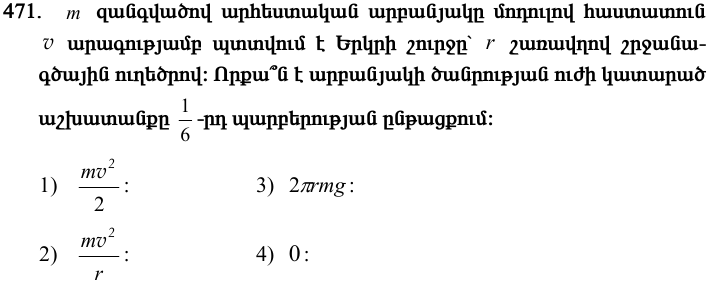 471. m զանգվածով արհեստական արբանյակը մոդուլով հաստատուն
v արագությամբ պտտվում է Երկրի շուրջը՝ r շառավղով շրջանա-
գծային ուղեծրով: Որքա՞ն է արբանյակի ծանրության ուժի կատարած
աշխատանքը 1/6 -րդ պարբերության ընթացքում:
1) mv²/2 : 3) 2πrmg:
2) mv²/r : 4) 0: